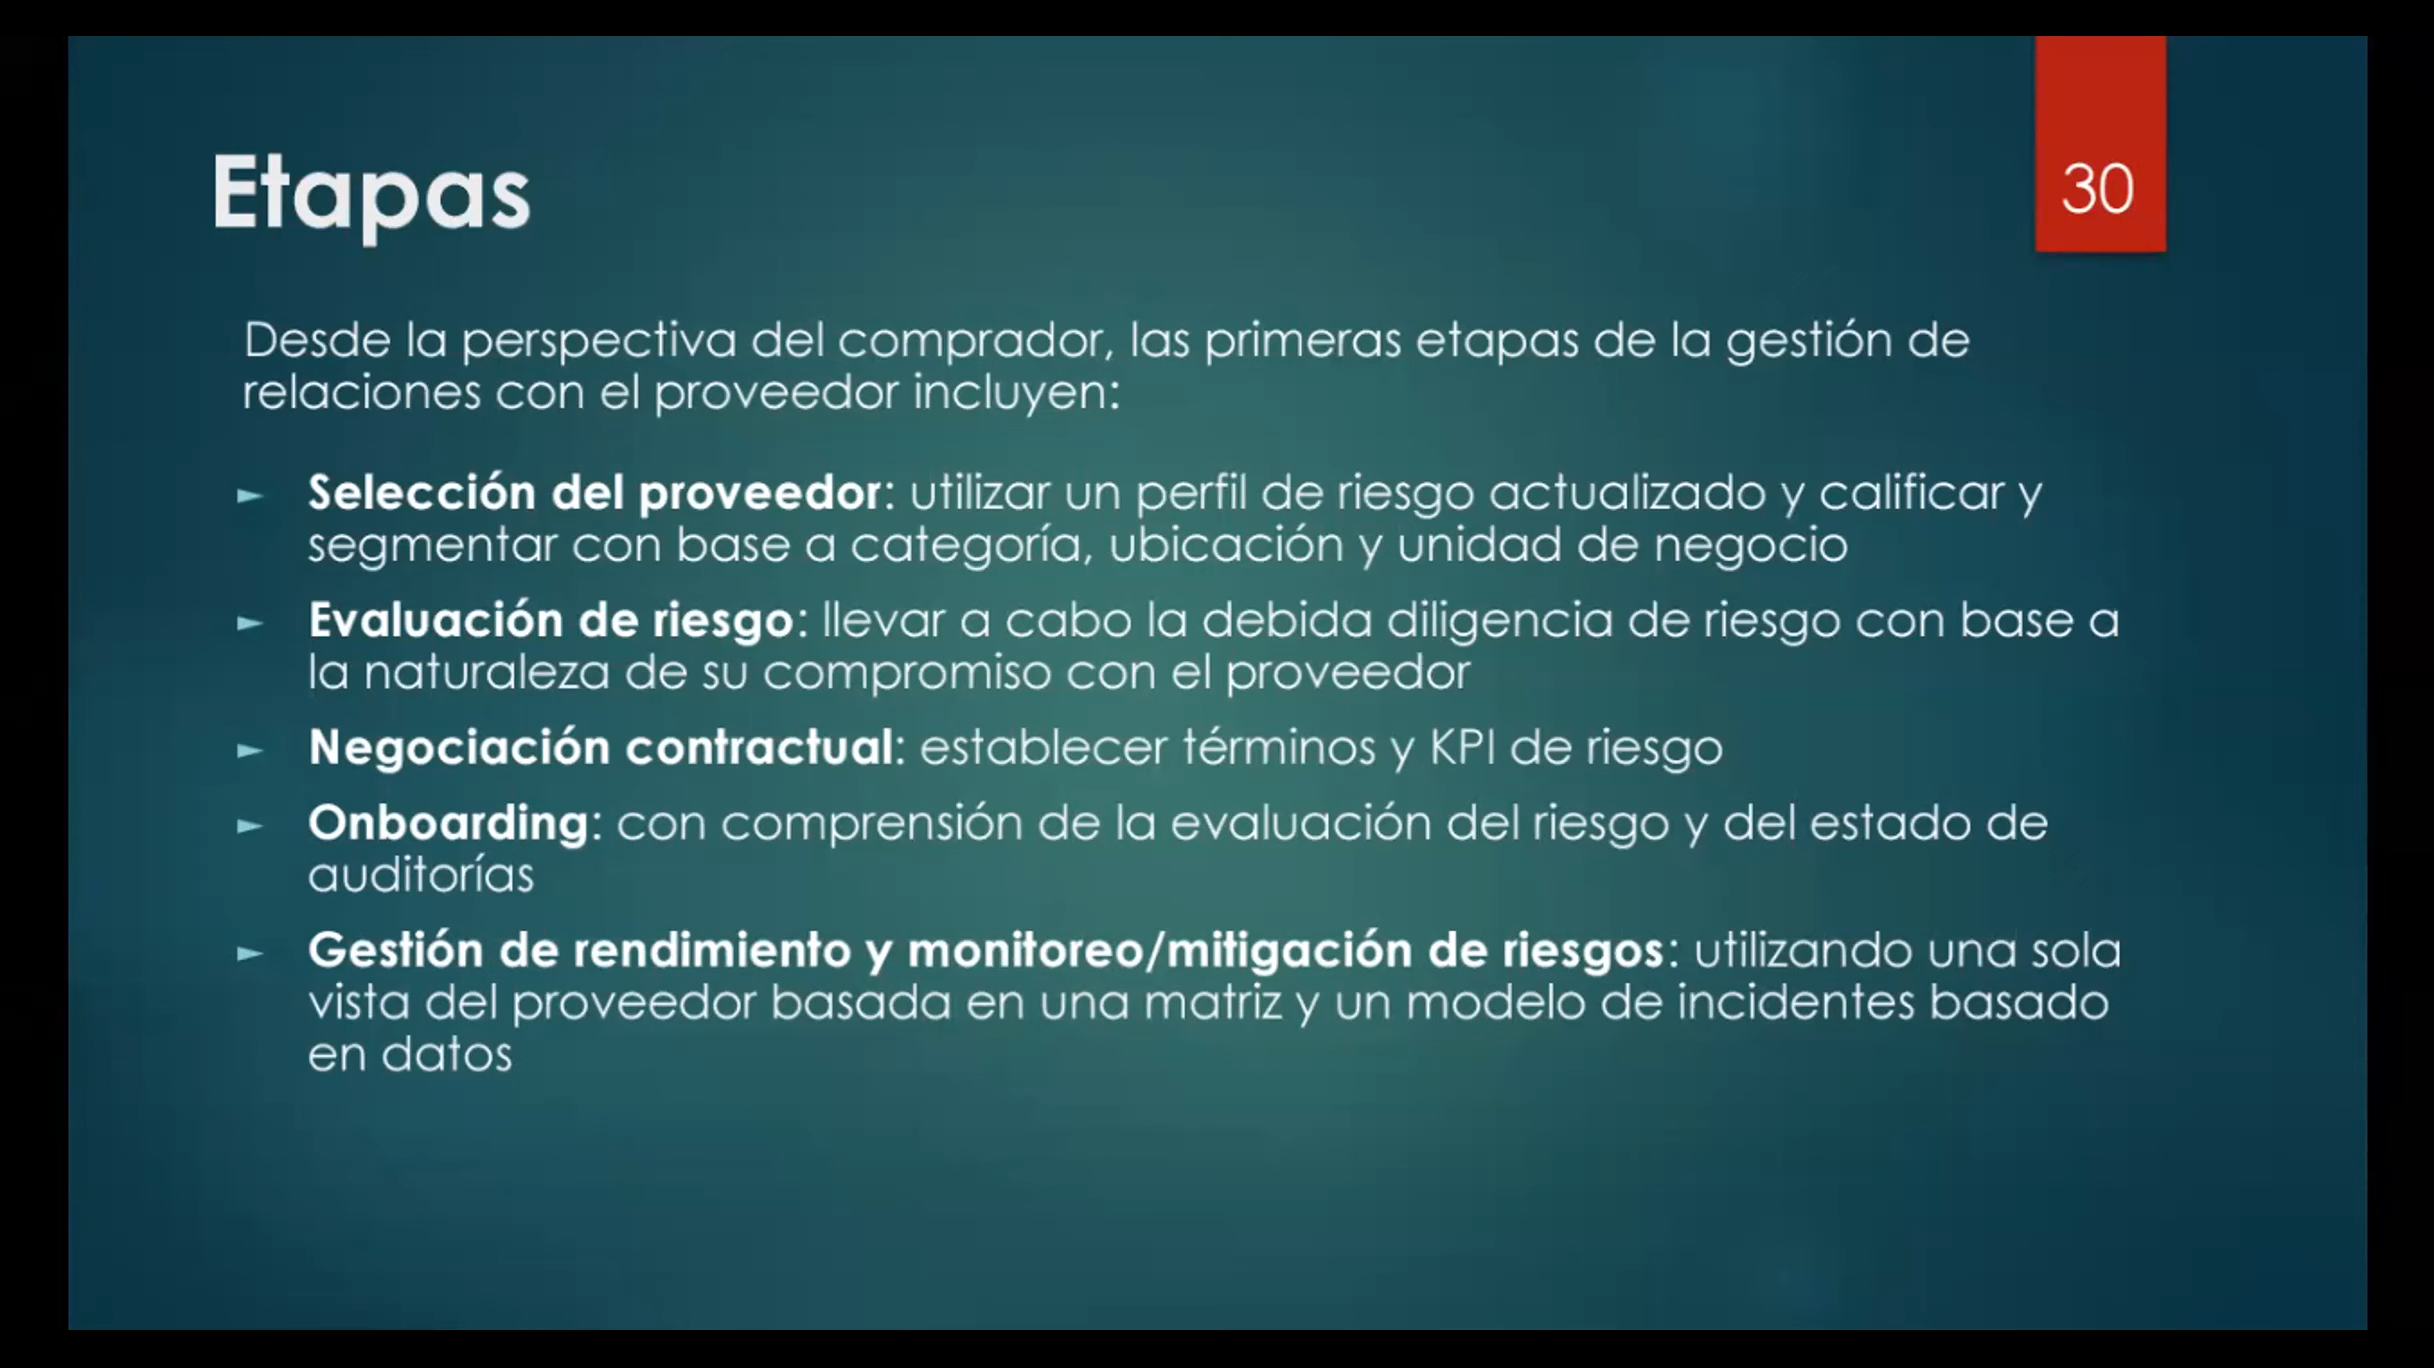 Etapas
30
Desde la perspectiva del comprador, las primeras etapas de la gestión de
relaciones con el proveedor incluyen:
► Selección del proveedor: utilizar un perfil de riesgo actualizado y calificar y
segmentar con base a categoría, ubicación y unidad de negocio
► Evaluación de riesgo: llevar a cabo la debida diligencia de riesgo con base a
la naturaleza de su compromiso con el proveedor
► Negociación contractual: establecer términos y KPI de riesgo
► Onboarding: con comprensión de la evaluación del riesgo y del estado de
auditorías
► Gestión de rendimiento y monitoreo/mitigación de riesgos: utilizando una sola
vista del proveedor basada en una matriz y un modelo de incidentes basado
en datos